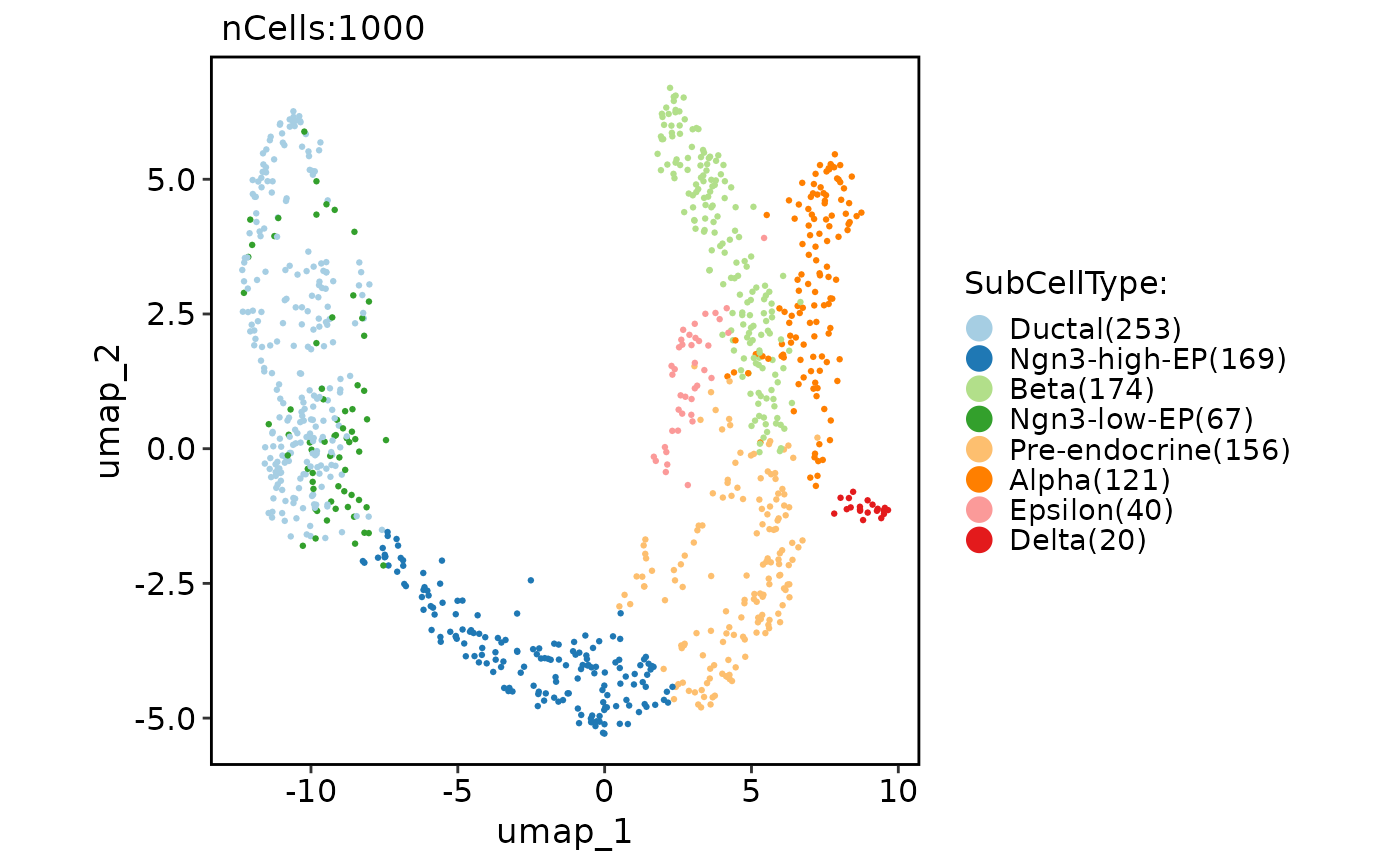 nCells:1000
umap_2
5.0
2.5
0.0
-2.5
-5.0
-10
-5
0
5
10
umap_1
SubCellType:
Ductal(253)
Ngn3-high-EP(169)
Beta(174)
Ngn3-low-EP(67)
Pre-endocrine(156)
Alpha(121)
Epsilon(40)
Delta(20)